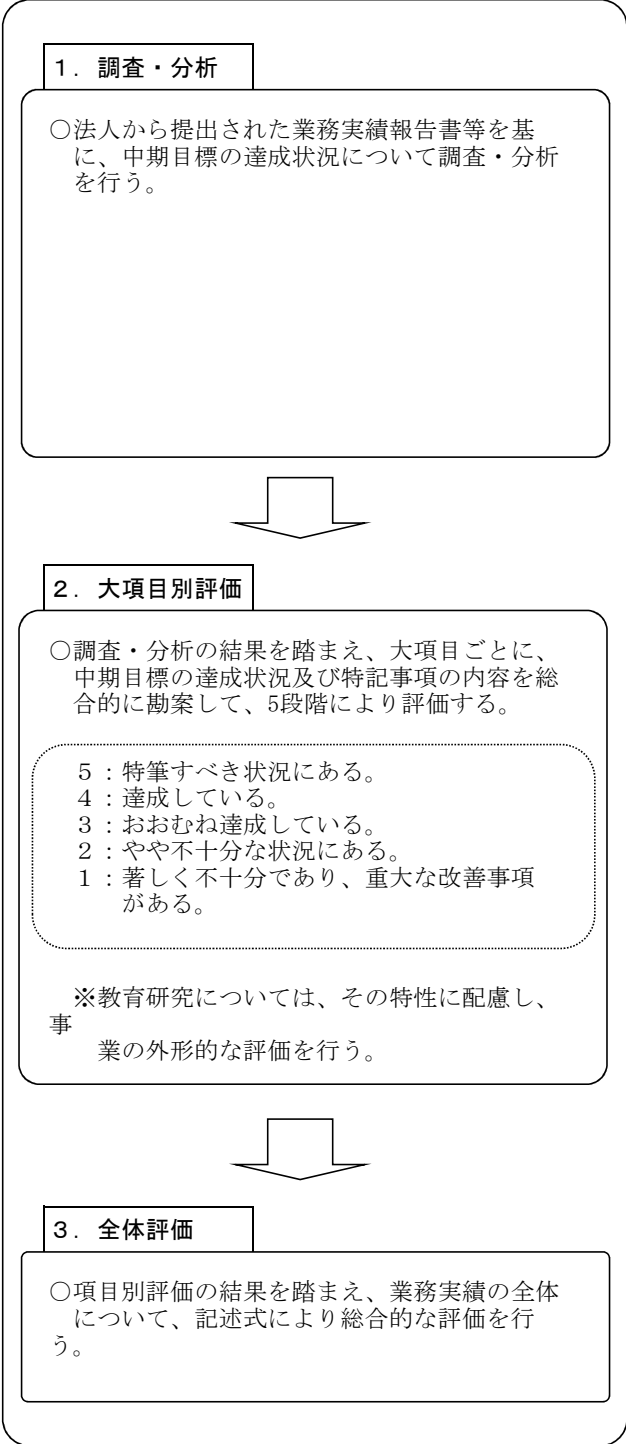 １．調査・分析
○法人から提出された業務実績報告書等を基
に、中期目標の達成状況について調査・分析
を行う。
２．大項目別評価
○調査・分析の結果を踏まえ、大項目ごとに、
中期目標の達成状況及び特記事項の内容を総
合的に勘案して、5段階により評価する。
５：特筆すべき状況にある。
４：達成している。
３：おおむね達成している。
２：やや不十分な状況にある。
１：著しく不十分であり、重大な改善事項
がある。
※教育研究については、その特性に配慮し、
事
業の外形的な評価を行う。
３．全体評価
○項目別評価の結果を踏まえ、業務実績の全体
について、記述式により総合的な評価を行
う。